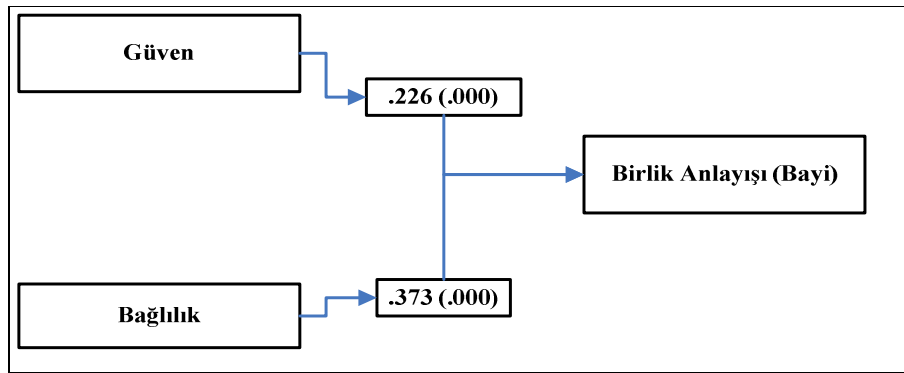 Güven
.226 (.000)
Birlik Anlayışı (Bayi)
.373 (.000)
Bağlılık